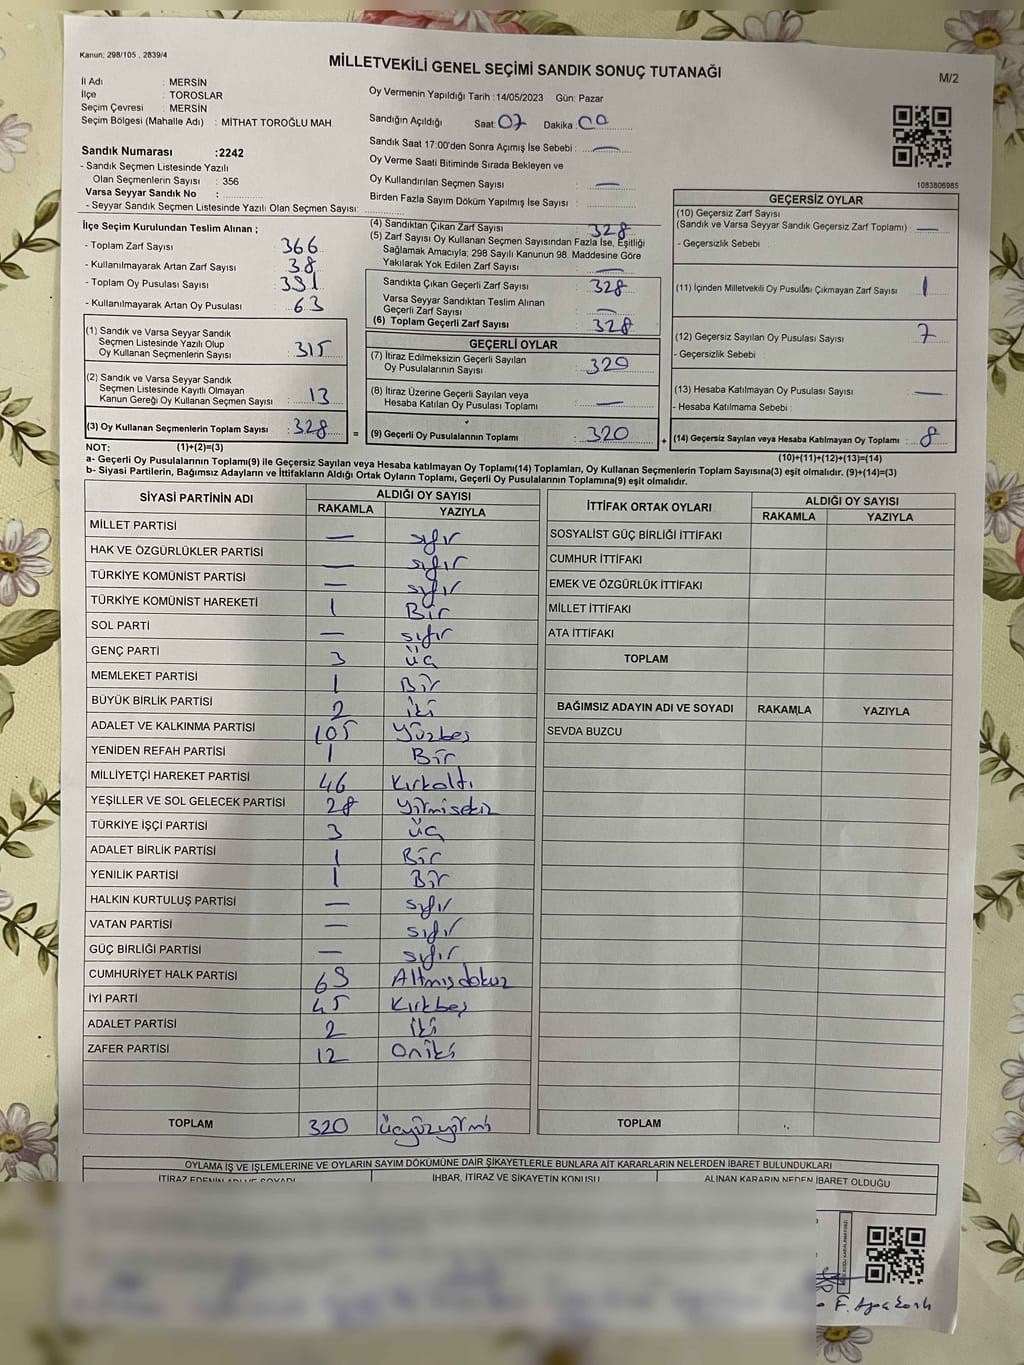 Kanun; 298/105 , 2839/4
MİLLETVEKİLİ GENEL SEÇİMİ SANDIK SONUÇ TUTANAĞI
M/2
İl Adı : MERSİN
İlçe : TOROSLAR
Seçim Çevresi : MERSİN
Seçim Bölgesi (Mahalle Adı) : MİTHAT TOROĞLU MAH.
Sandık Numarası :2242
- Sandık Seçmen Listesinde Yazılı
Olan Seçmenlerin Sayısı : 356
Varsa Seyyar Sandık No :
- Seyyar Sandık Seçmen Listesinde Yazılı Olan Seçmen Sayısı:
Oy Vermenin Yapıldığı Tarih :14/05/2023 Gün: Pazar
Sandığın Açıldığı Saat: 07 Dakika : 00
Sandık Saat 17:00'den Sonra Açımış İse Sebebi : —
Oy Verme Saati Bitiminde Sırada Bekleyen ve
Oy Kullandırılan Seçmen Sayısı : —
Birden Fazla Sayım Döküm Yapılmış İse Sayısı : —
1083806985
İlçe Seçim Kurulundan Teslim Alınan ;
- Toplam Zarf Sayısı : 366
- Kullanılmayarak Artan Zarf Sayısı : 38
- Toplam Oy Pusulası Sayısı : 391
- Kullanılmayarak Artan Oy Pusulası : 63
(1) Sandık ve Varsa Seyyar Sandık
Seçmen Listesinde Yazılı Olup
Oy Kullanan Seçmenlerin Sayısı : 315
(2) Sandık ve Varsa Seyyar Sandık
Seçmen Listesinde Kayıtlı Olmayan
Kanun Gereği Oy Kullanan Seçmen Sayısı : 13
(3) Oy Kullanan Seçmenlerin Toplam Sayısı : 328
(4) Sandıktan Çıkan Zarf Sayısı : 328
(5) Zarf Sayısı Oy Kullanan Seçmen Sayısından Fazla İse, Eşitliği
Sağlamak Amacıyla, 298 Sayılı Kanunun 98. Maddesine Göre
Yakılarak Yok Edilen Zarf Sayısı : —
Sandıkta Çıkan Geçerli Zarf Sayısı : 328
Varsa Seyyar Sandıktan Teslim Alınan
Geçerli Zarf Sayısı : —
(6) Toplam Geçerli Zarf Sayısı : 328
GEÇERLİ OYLAR
(7) İtiraz Edilmeksizin Geçerli Sayılan
Oy Pusulalarının Sayısı : 320
(8) İtiraz Üzerine Geçerli Sayılan veya
Hesaba Katılan Oy Pusulası Toplamı : —
= (9) Geçerli Oy Pusulalarının Toplamı : 320
GEÇERSİZ OYLAR
(10) Geçersiz Zarf Sayısı
(Sandık ve Varsa Seyyar Sandık Geçersiz Zarf Toplamı) : —
- Geçersizlik Sebebi :
(11) İçinden Milletvekili Oy Pusulası Çıkmayan Zarf Sayısı : 1
(12) Geçersiz Sayılan Oy Pusulası Sayısı : 7
- Geçersizlik Sebebi :
(13) Hesaba Katılmayan Oy Pusulası Sayısı : —
- Hesaba Katılmama Sebebi :
+ (14) Geçersiz Sayılan veya Hesaba Katılmayan Oy Toplamı : 8
NOT: (1)+(2)=(3)
(10)+(11)+(12)+(13)=(14)
a- Geçerli Oy Pusulalarının Toplamı(9) ile Geçersiz Sayılan veya Hesaba katılmayan Oy Toplamı(14) Toplamları, Oy Kullanan Seçmenlerin Toplam Sayısına(3) eşit olmalıdır. (9)+(14)=(3)
b- Siyasi Partilerin, Bağımsız Adayların ve İttifakların Aldığı Ortak Oyların Toplamı, Geçerli Oy Pusulalarının Toplamına(9) eşit olmalıdır.
SİYASİ PARTİNİN ADI ALDIĞI OY SAYISI
RAKAMLA YAZIYLA
MİLLET PARTİSİ — sıfır
HAK VE ÖZGÜRLÜKLER PARTİSİ — sıfır
TÜRKİYE KOMÜNİST PARTİSİ — sıfır
TÜRKİYE KOMÜNİST HAREKETİ 1 Bir
SOL PARTİ — sıfır
GENÇ PARTİ 3 üç
MEMLEKET PARTİSİ 1 Bir
BÜYÜK BİRLİK PARTİSİ 2 iki
ADALET VE KALKINMA PARTİSİ 105 Yüzbeş
YENİDEN REFAH PARTİSİ 1 Bir
MİLLİYETÇİ HAREKET PARTİSİ 46 Kırkaltı
YEŞİLLER VE SOL GELECEK PARTİSİ 28 Yirmisekiz
TÜRKİYE İŞÇİ PARTİSİ 3 üç
ADALET BİRLİK PARTİSİ 1 Bir
YENİLİK PARTİSİ 1 Bir
HALKIN KURTULUŞ PARTİSİ — sıfır
VATAN PARTİSİ — sıfır
GÜÇ BİRLİĞİ PARTİSİ — sıfır
CUMHURİYET HALK PARTİSİ 69 Altmışdokuz
İYİ PARTİ 45 Kırkbeş
ADALET PARTİSİ 2 iki
ZAFER PARTİSİ 12 Oniki
TOPLAM 320 üçyüzyirmi
İTTİFAK ORTAK OYLARI ALDIĞI OY SAYISI
RAKAMLA YAZIYLA
SOSYALİST GÜÇ BİRLİĞİ İTTİFAKI
CUMHUR İTTİFAKI
EMEK VE ÖZGÜRLÜK İTTİFAKI
MİLLET İTTİFAKI
ATA İTTİFAKI
TOPLAM
BAĞIMSIZ ADAYIN ADI VE SOYADI RAKAMLA YAZIYLA
SEVDA BUZCU
TOPLAM
OYLAMA İŞ VE İŞLEMLERİNE VE OYLARIN SAYIM DÖKÜMÜNE DAİR ŞİKAYETLERLE BUNLARA AİT KARARLARIN NELERDEN İBARET BULUNDUKLARI
İTİRAZ EDENİN ADI VE SOYADI İHBAR, İTİRAZ VE ŞİKAYETİN KONUSU ALINAN KARARIN NEDEN İBARET OLDUĞU